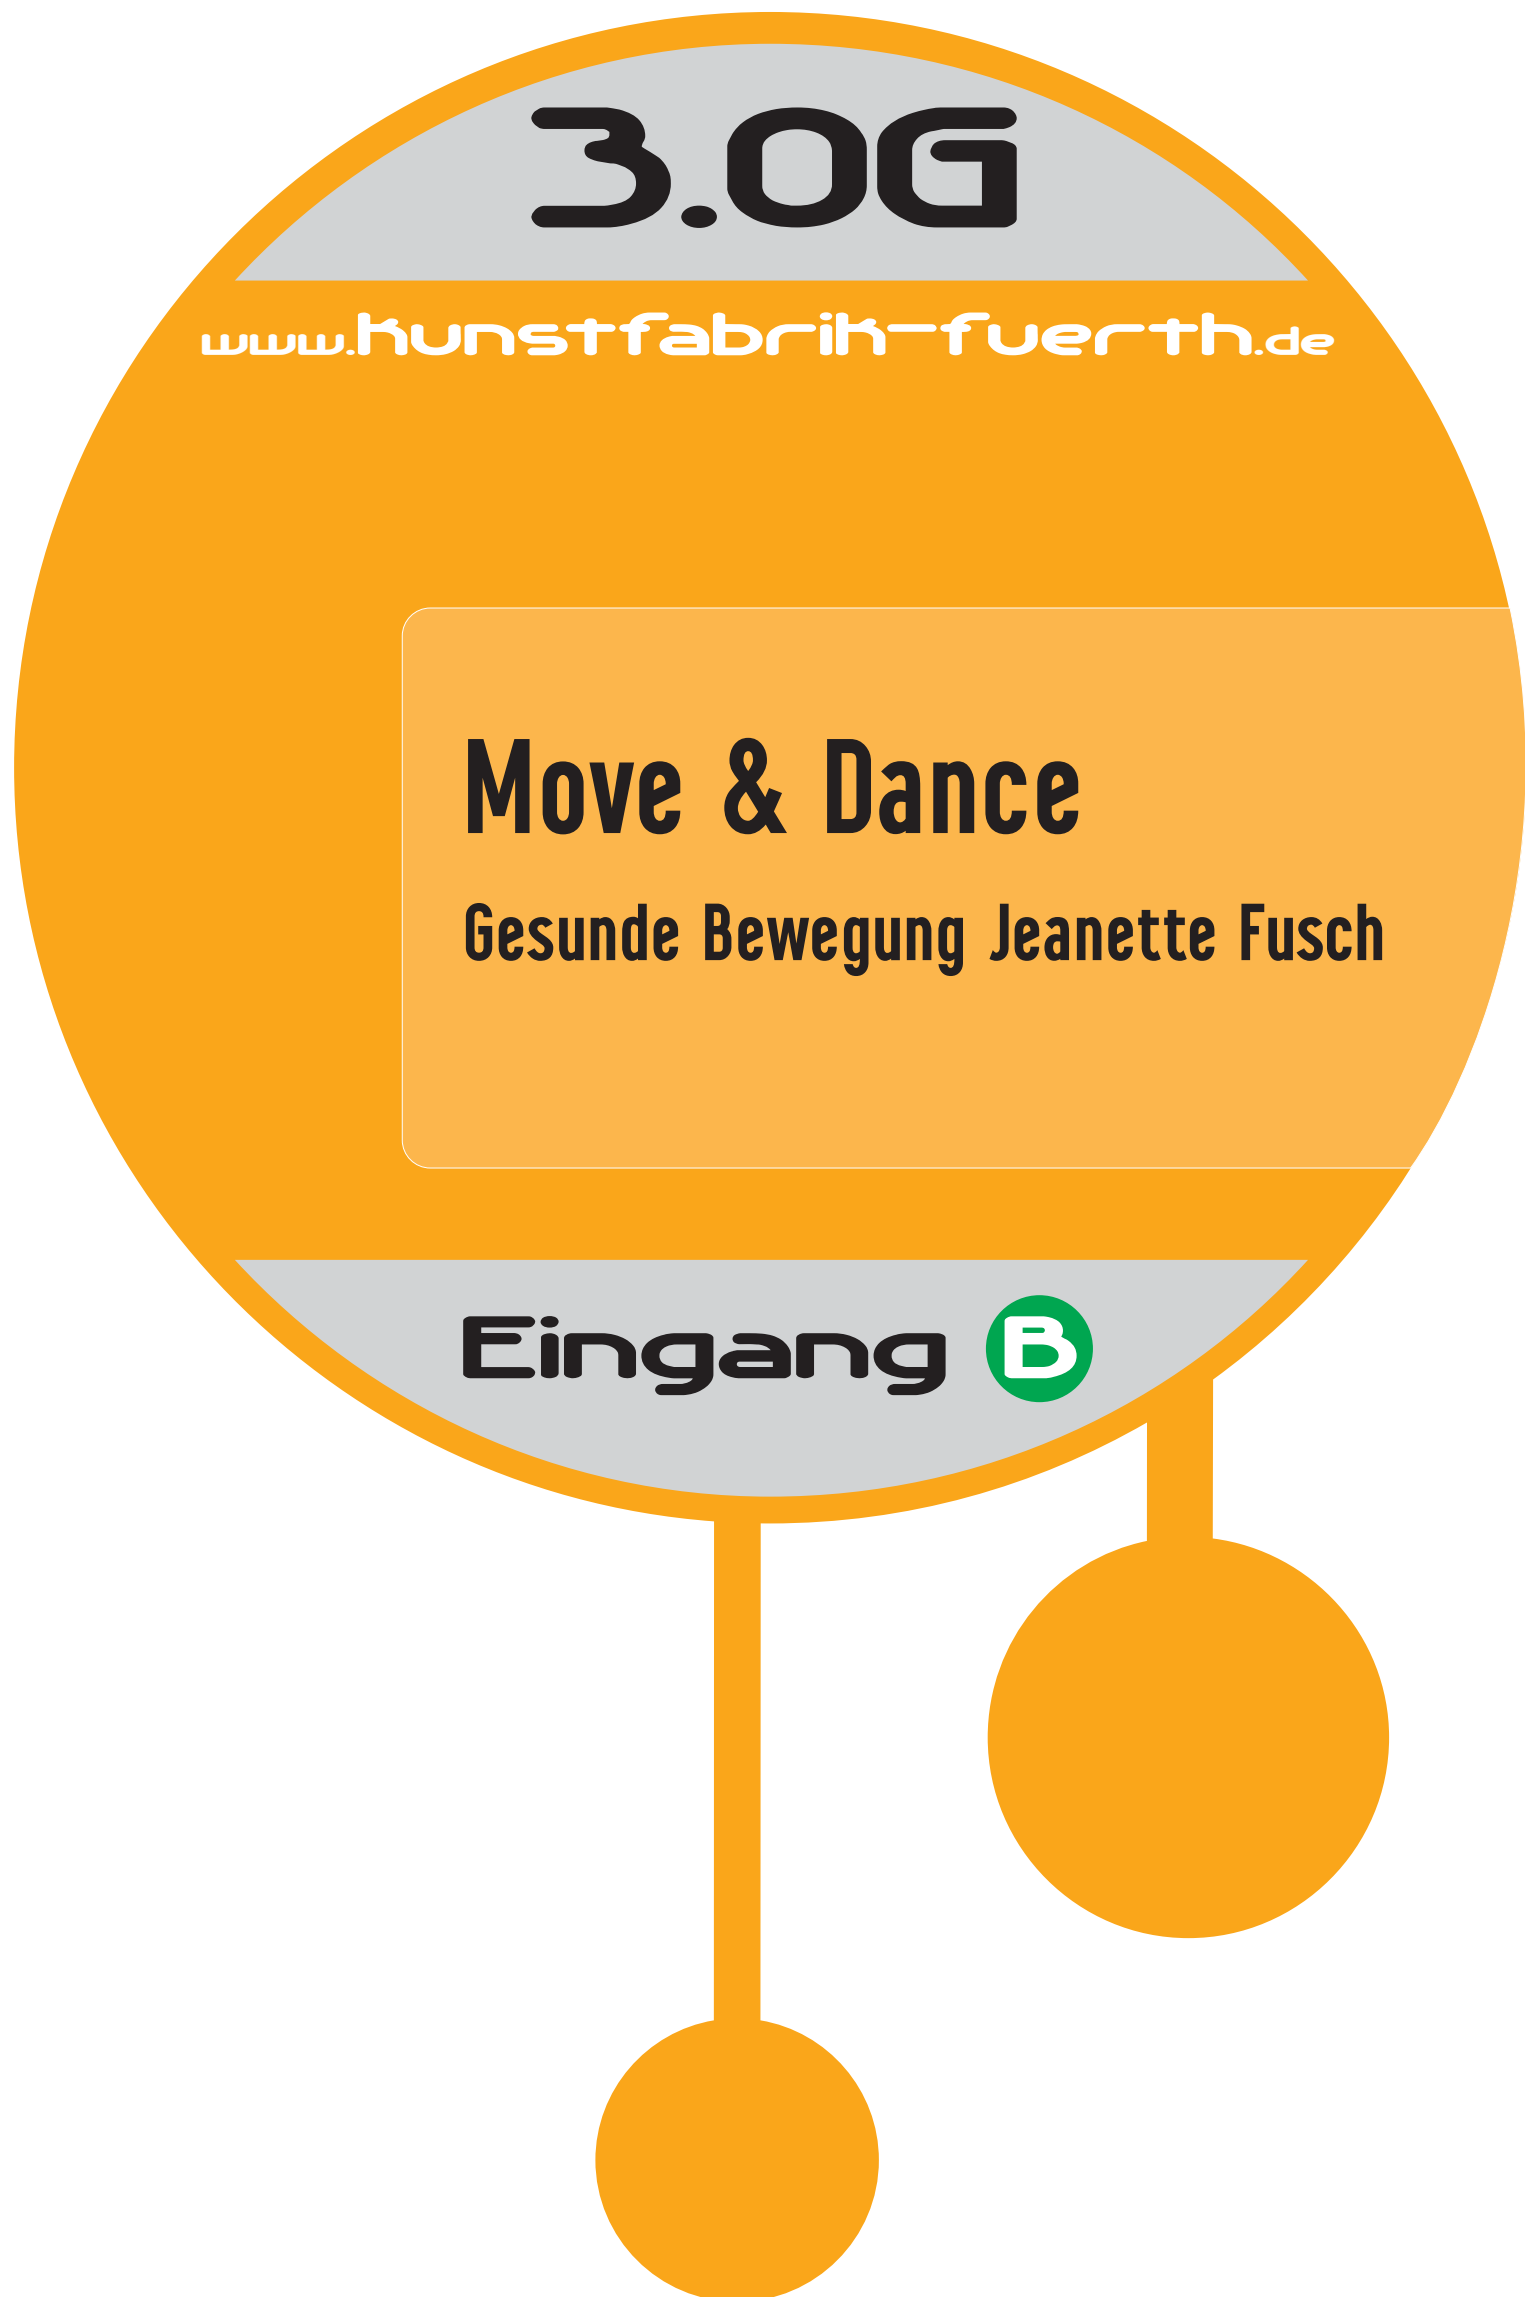 3.OG
www.kunstfabrik-fuerth.de
Move & Dance
Gesunde Bewegung Jeanette Fusch
Eingang B